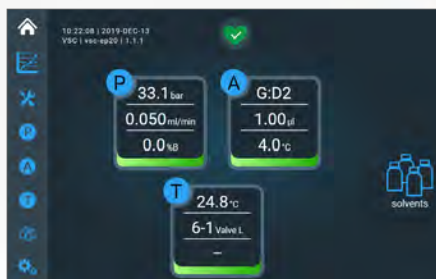 10:22:08 | 2019-DEC-13
VSC | vsc-ep20 | 1.1.1
P
33.1 bar
0.050 ml/min
0.0 %B
A
G:D2
1.00 µl
4.0 °C
T
24.8 °C
6-1 Valve L
–
solvents
P
A
T